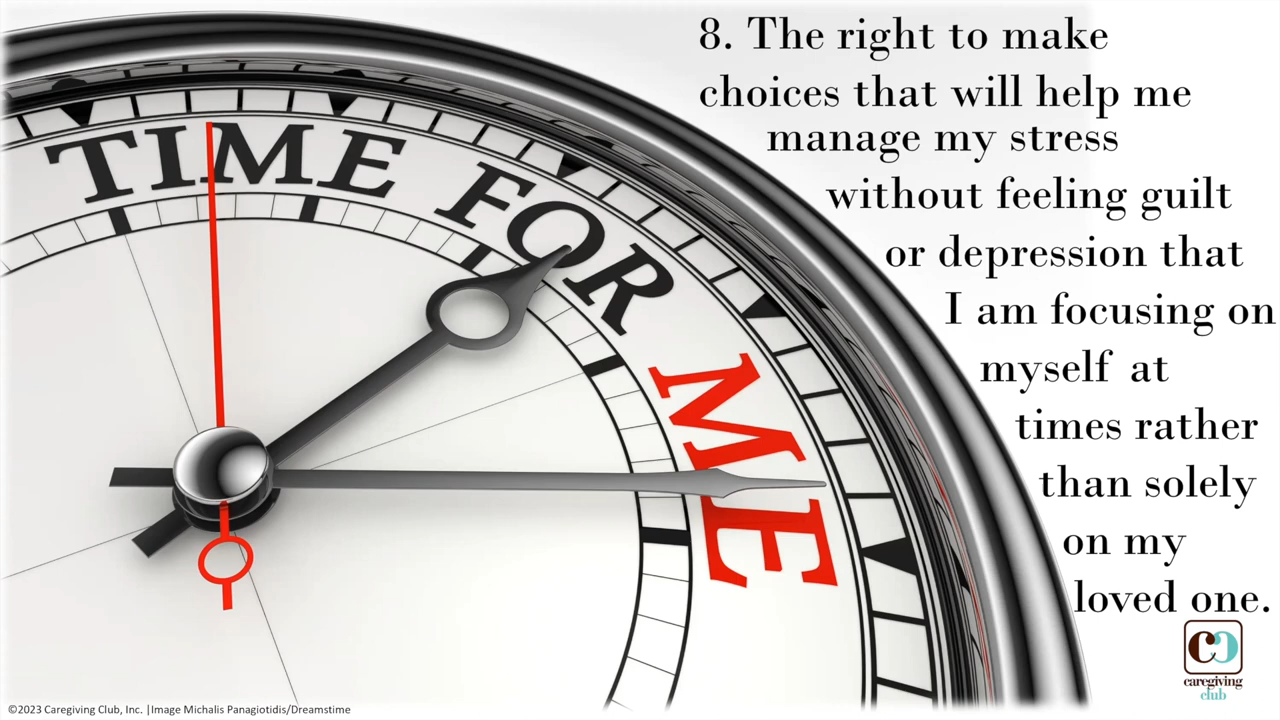 TIME FOR ME
8. The right to make
choices that will help me
manage my stress
without feeling guilt
or depression that
I am focusing on
myself at
times rather
than solely
on my
loved one.
caregiving
club
©2023 Caregiving Club, Inc. |Image Michalis Panagiotidis/Dreamstime